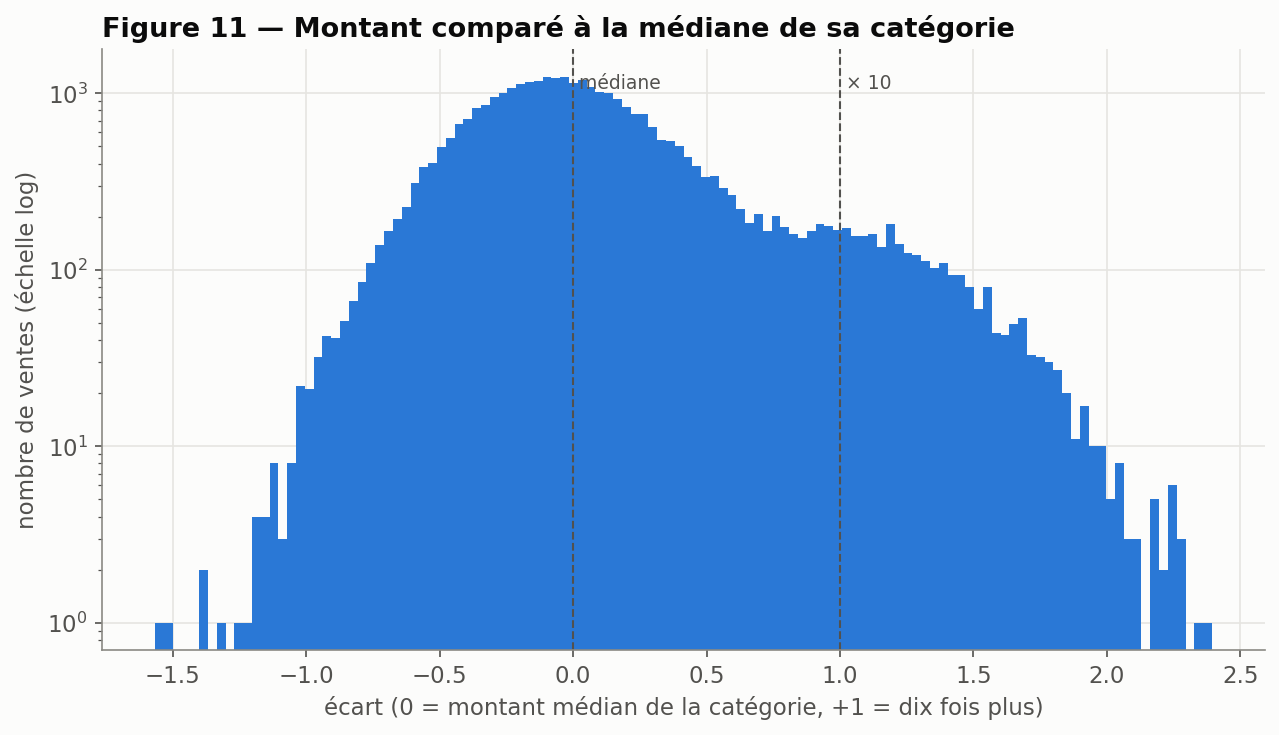 Figure 11 — Montant comparé à la médiane de sa catégorie
médiane
× 10
10³
10²
10¹
10⁰
nombre de ventes (échelle log)
−1.5 −1.0 −0.5 0.0 0.5 1.0 1.5 2.0 2.5
écart (0 = montant médian de la catégorie, +1 = dix fois plus)